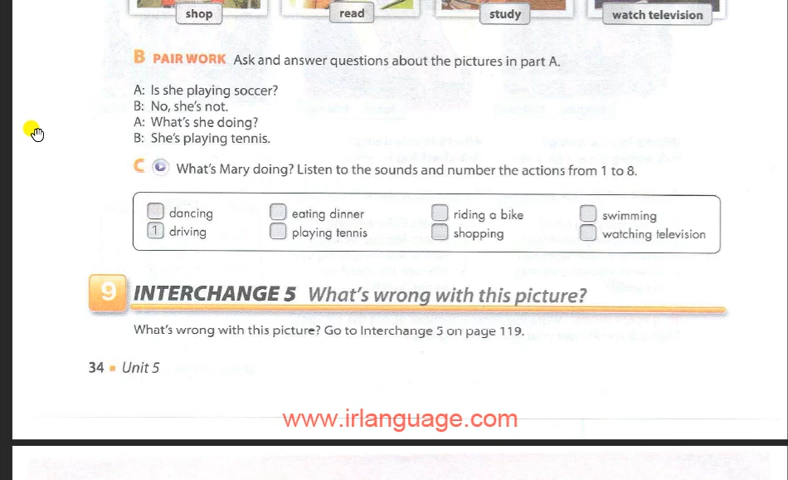 shop read study watch television
B PAIR WORK Ask and answer questions about the pictures in part A.
A: Is she playing soccer?
B: No, she's not.
A: What's she doing?
B: She's playing tennis.
C What's Mary doing? Listen to the sounds and number the actions from 1 to 8.
dancing eating dinner riding a bike swimming
1 driving playing tennis shopping watching television
9 INTERCHANGE 5 What's wrong with this picture?
What's wrong with this picture? Go to Interchange 5 on page 119.
34 • Unit 5
www.irlanguage.com